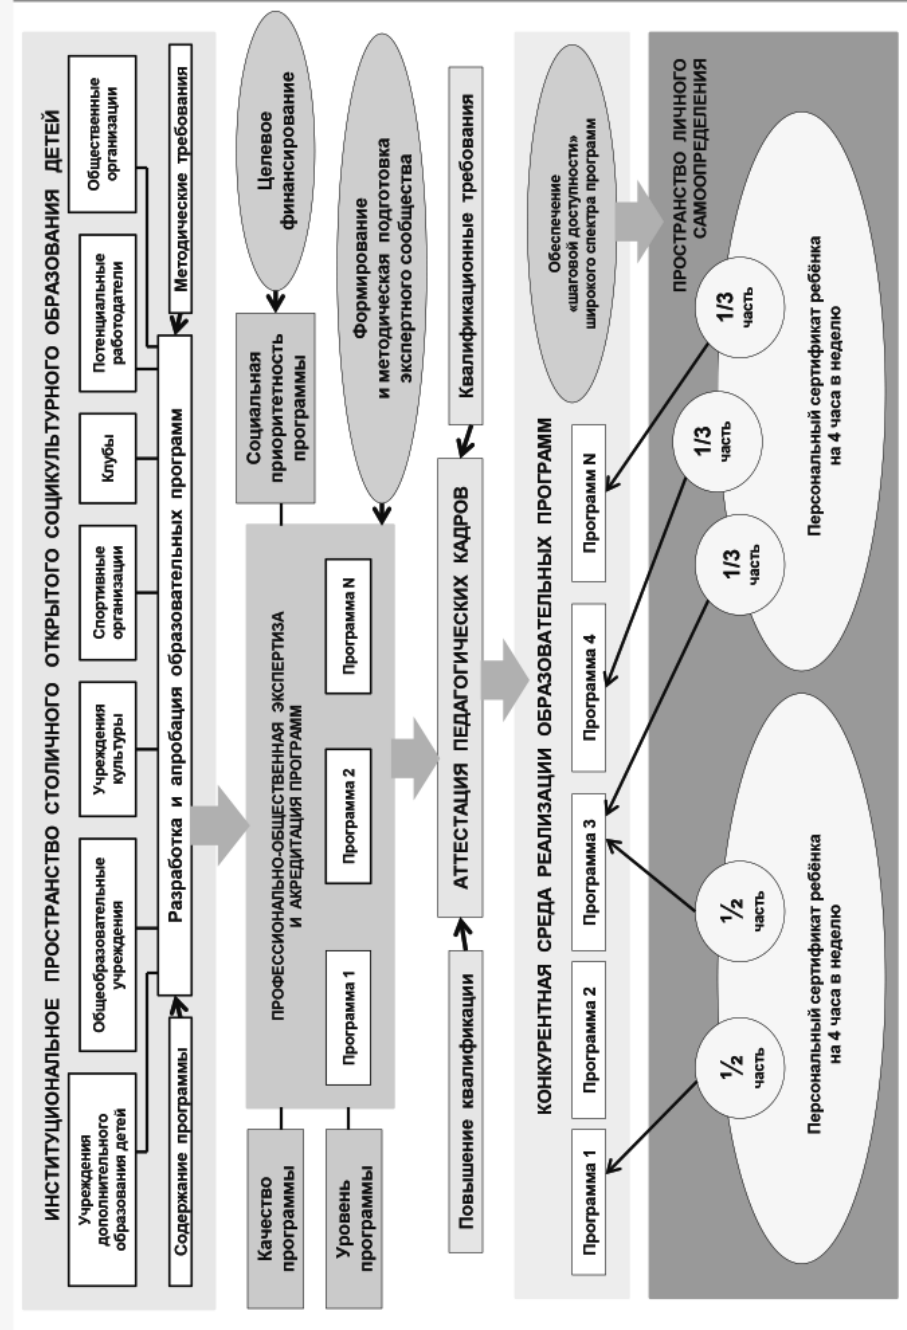 ИНСТИТУЦИОНАЛЬНОЕ ПРОСТРАНСТВО СТОЛИЧНОГО ОТКРЫТОГО СОЦИКУЛЬТУРНОГО ОБРАЗОВАНИЯ ДЕТЕЙ
Учреждения
дополнительного
образования детей
Общеобразовательные
учреждения
Учреждения
культуры
Спортивные
организации
Клубы
Потенциальные
работодатели
Общественные
организации
Содержание программы
Разработка и апробация образовательных программ
Методические требования
Качество
программы
Уровень
программы
ПРОФЕССИОНАЛЬНО-ОБЩЕСТВЕННАЯ ЭКСПЕРТИЗА
И АКРЕДИТАЦИЯ ПРОГРАММ
Программа 1
Программа 2
Программа N
Социальная
приоритетность
программы
Целевое
финансирование
Формирование
и методическая подготовка
экспертного сообщества
Повышение квалификации
АТТЕСТАЦИЯ ПЕДАГОГИЧЕСКИХ КАДРОВ
Квалификационные требования
КОНКУРЕНТНАЯ СРЕДА РЕАЛИЗАЦИИ ОБРАЗОВАТЕЛЬНЫХ ПРОГРАММ
Программа 1
Программа 2
Программа 3
Программа 4
Программ N
Обеспечение
«шаговой доступности»
широкого спектра программ
ПРОСТРАНСТВО ЛИЧНОГО
САМООПРЕДЕЛЕНИЯ
1/2
часть
1/2
часть
1/3
часть
1/3
часть
1/3
часть
Персональный сертификат ребёнка
на 4 часа в неделю
Персональный сертификат ребёнка
на 4 часа в неделю